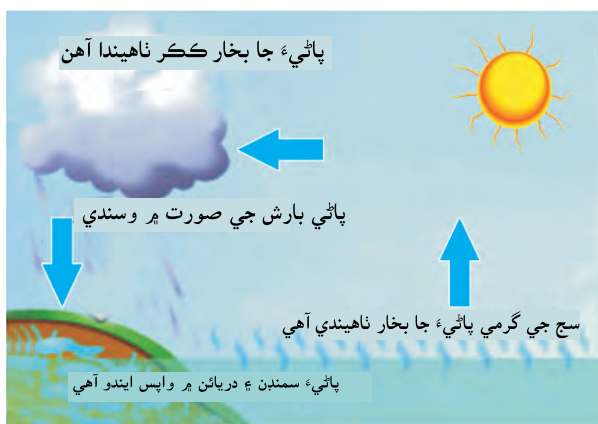 پاڻيءَ جا بخار ڪڪر ٺاهيندا آهن
پاڻي بارش جي صورت ۾ وسندي
سج جي گرمي پاڻيءَ جا بخار ٺاهيندي آهي
پاڻيءَ سمنڊن ۽ دريائن ۾ واپس ايندو آهي